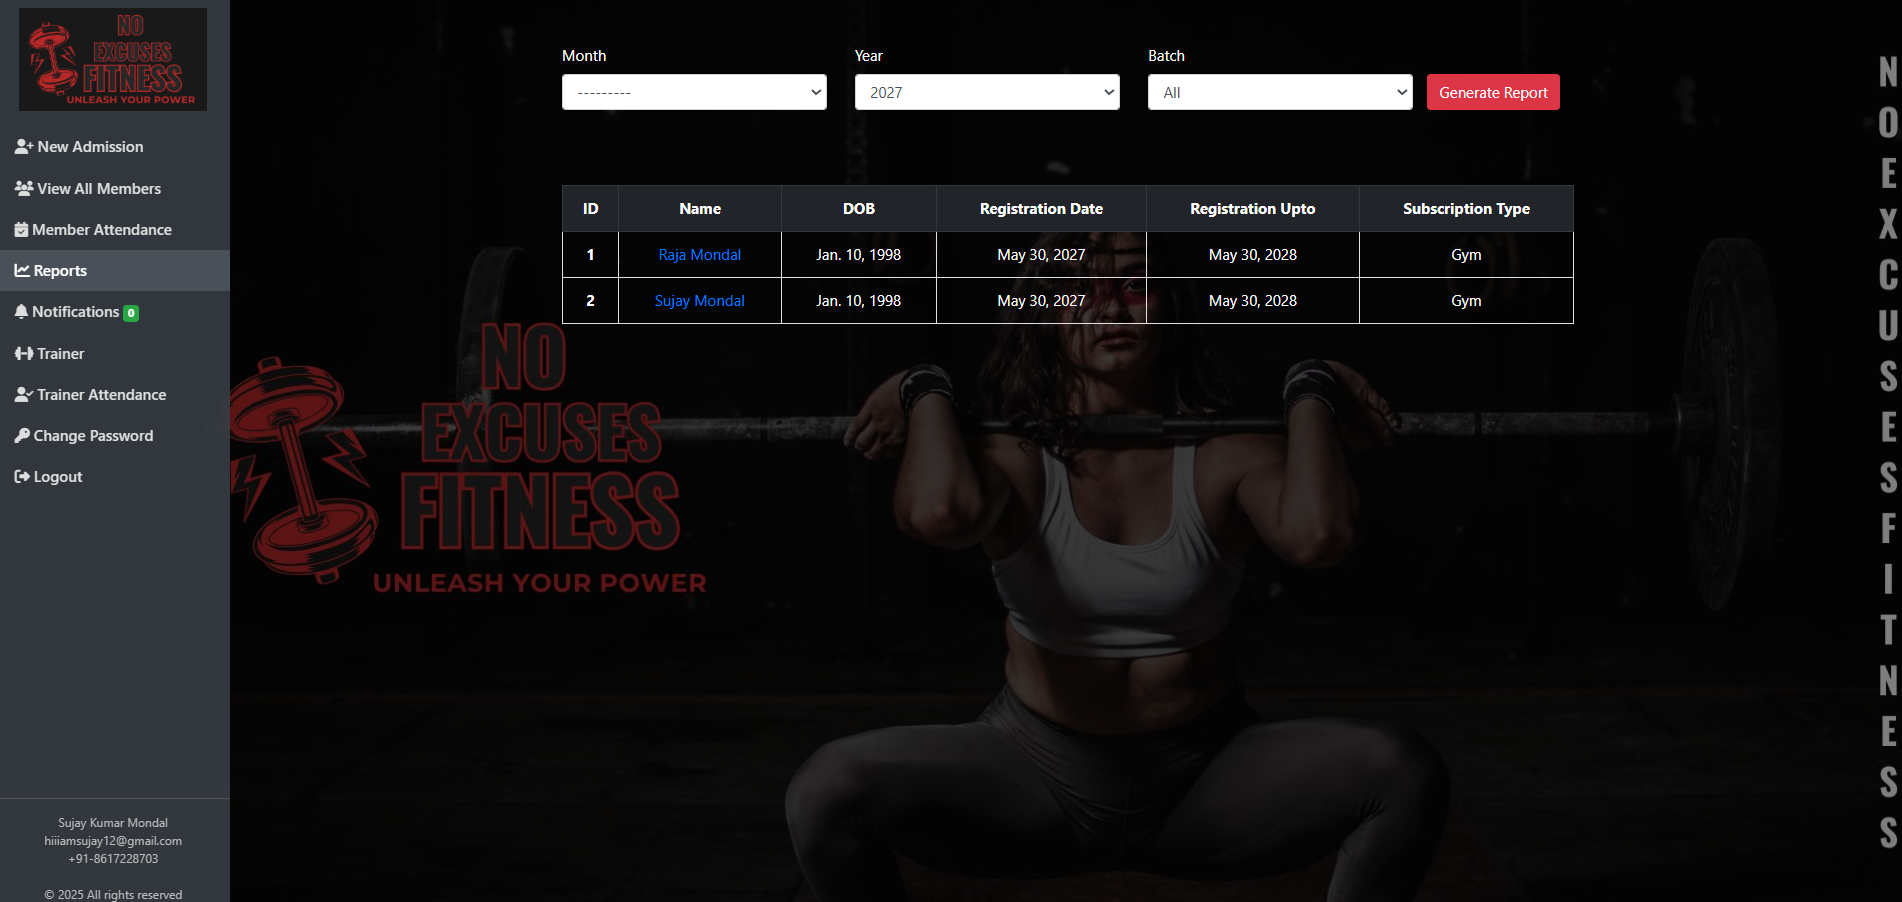 NO
EXCUSES
FITNESS
UNLEASH YOUR POWER
New Admission
View All Members
Member Attendance
Reports
Notifications 0
Trainer
Trainer Attendance
Change Password
Logout
Sujay Kumar Mondal
hiiiamsujay12@gmail.com
+91-8617228703
© 2025 All rights reserved
Month Year Batch
--------- 2027 All Generate Report
ID Name DOB Registration Date Registration Upto Subscription Type
1 Raja Mondal Jan. 10, 1998 May 30, 2027 May 30, 2028 Gym
2 Sujay Mondal Jan. 10, 1998 May 30, 2027 May 30, 2028 Gym
NO
EXCUSES
FITNESS
UNLEASH YOUR POWER
NOEXCUSESFITNESS